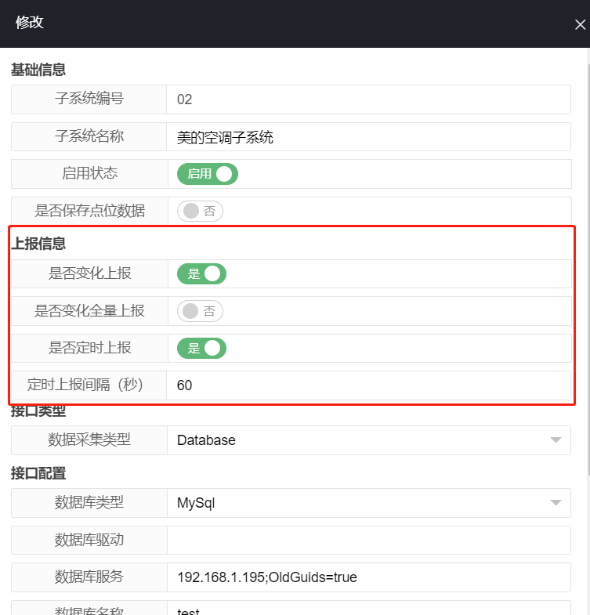 修改
基础信息
子系统编号 02
子系统名称 美的空调子系统
启用状态 启用
是否保存点位数据 否
上报信息
是否变化上报 是
是否变化全量上报 否
是否定时上报 是
定时上报间隔（秒） 60
接口类型
数据采集类型 Database
接口配置
数据库类型 MySql
数据库驱动
数据库服务 192.168.1.195;OldGuids=true
数据库名称 test